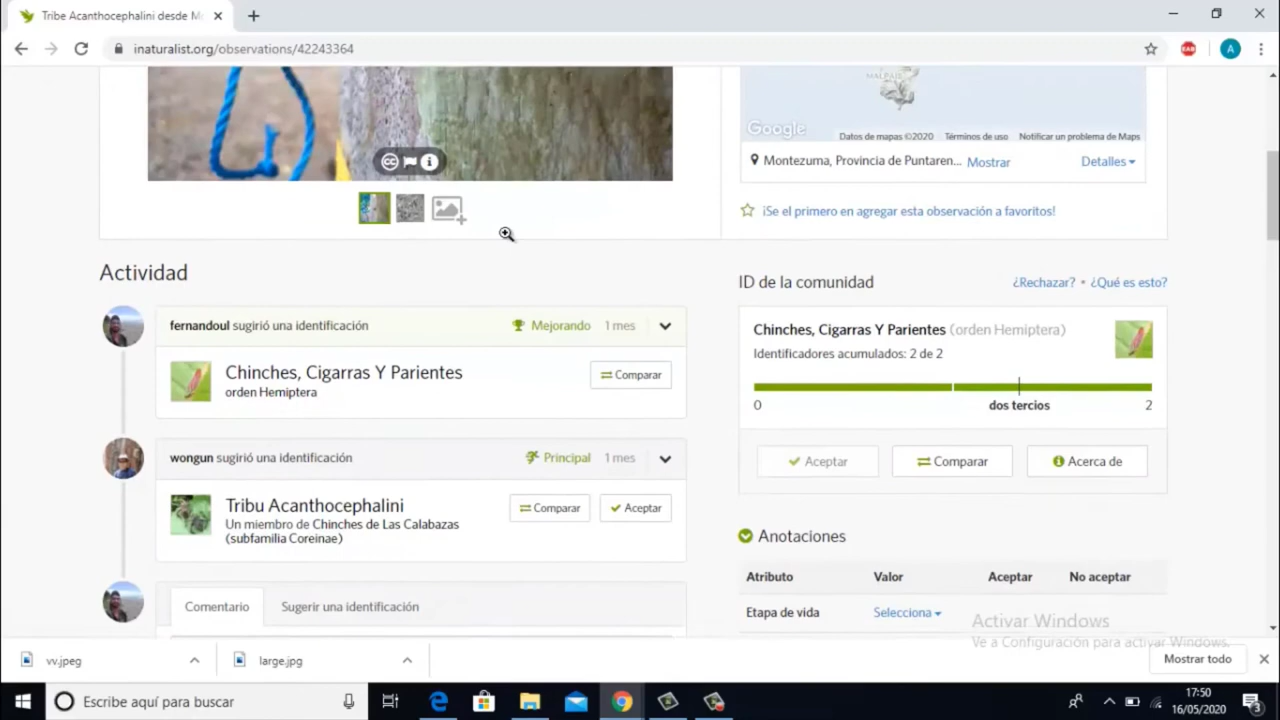 Tribe Acanthocephalini desde M
inaturalist.org/observations/42243364
A
MALPAIS
Google
Datos de mapas ©2020 Términos de uso Notificar un problema de Maps
Montezuma, Provincia de Puntaren... Mostrar Detalles
¡Se el primero en agregar esta observación a favoritos!
Actividad
fernandoul sugirió una identificación Mejorando 1 mes
Chinches, Cigarras Y Parientes Comparar
orden Hemiptera
wongun sugirió una identificación Principal 1 mes
Tribu Acanthocephalini Comparar Aceptar
Un miembro de Chinches de Las Calabazas
(subfamilia Coreinae)
Comentario Sugerir una identificación
ID de la comunidad ¿Rechazar? • ¿Qué es esto?
Chinches, Cigarras Y Parientes (orden Hemiptera)
Identificadores acumulados: 2 de 2
0 dos tercios 2
Aceptar Comparar Acerca de
Anotaciones
Atributo Valor Aceptar No aceptar
Etapa de vida Selecciona
Activar Windows
Ve a Configuración para activar Windows.
vv.jpeg large.jpg Mostrar todo
Escribe aquí para buscar
17:50
16/05/2020
3